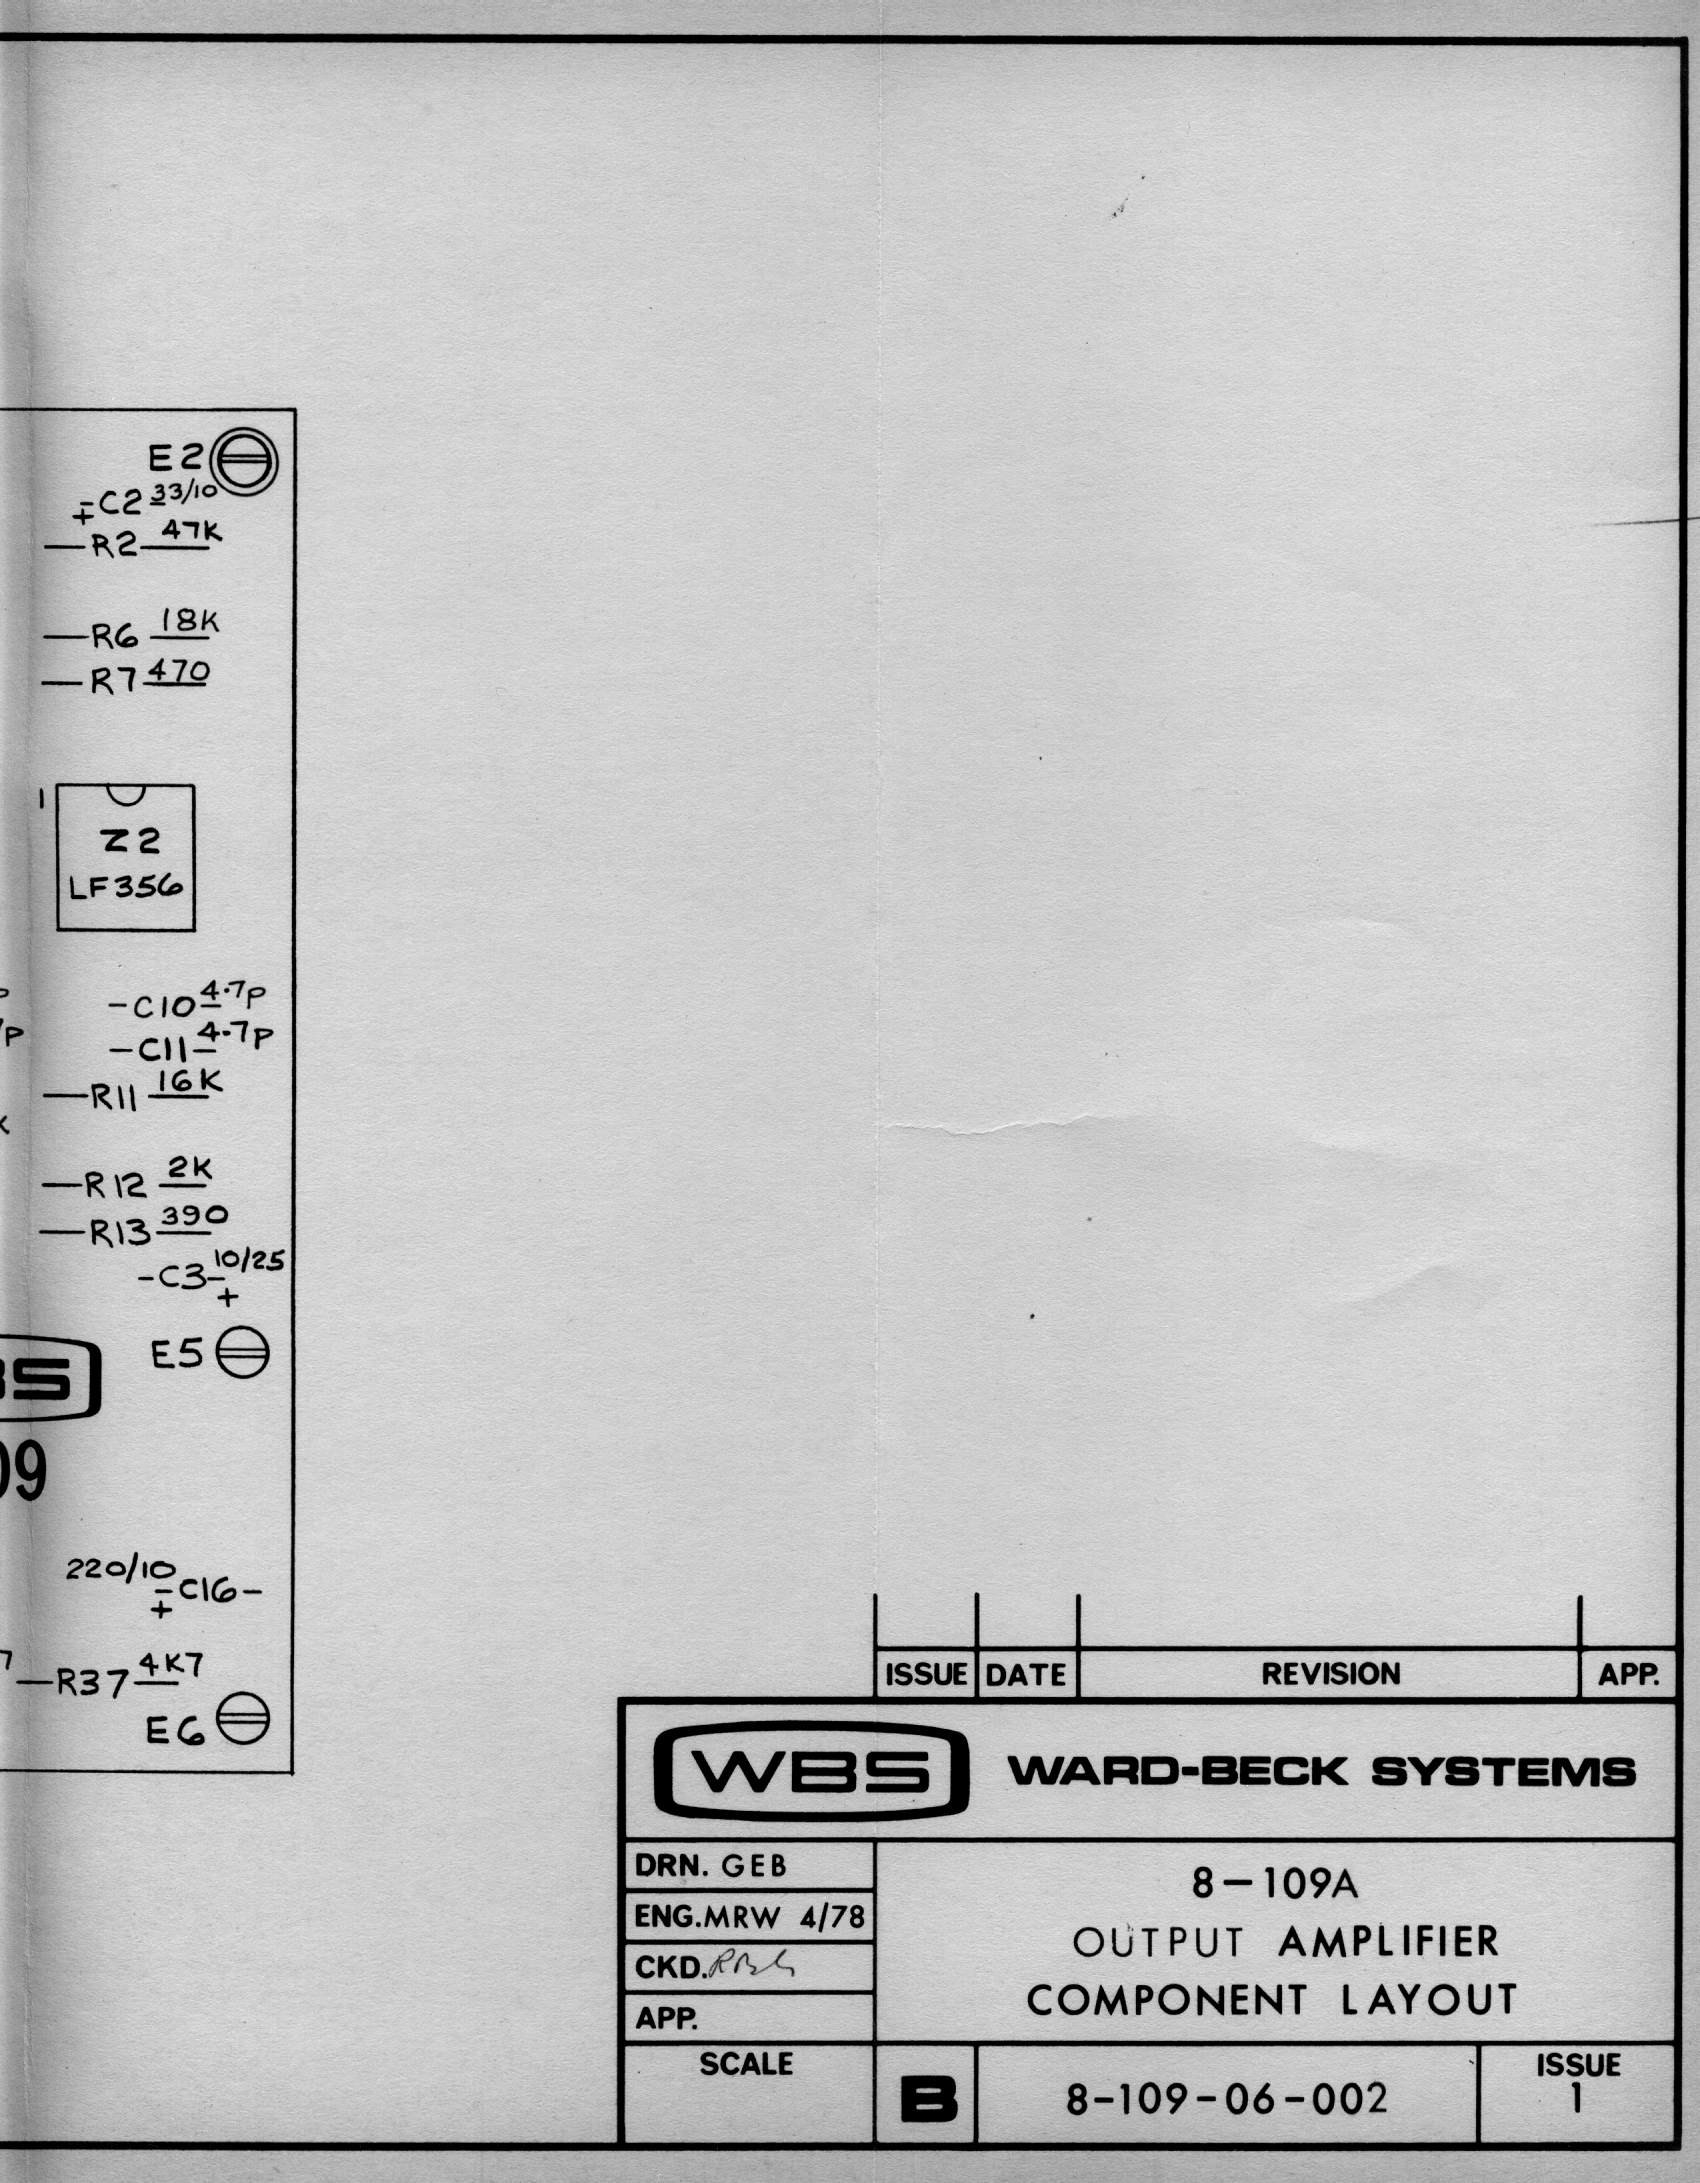 E2
C2 33/10
R2 47K
R6 18K
R7 470
1
Z2
LF356
C10 4.7P
C11 4.7P
R11 16K
R12 2K
R13 390
C3 10/25
E5
BS
09
220/10
C16
R37 4K7
E6
ISSUE DATE REVISION APP.
WBS WARD-BECK SYSTEMS
DRN. GEB
ENG. MRW 4/78
CKD.
APP.
8-109A
OUTPUT AMPLIFIER
COMPONENT LAYOUT
SCALE
B
8-109-06-002
ISSUE
1